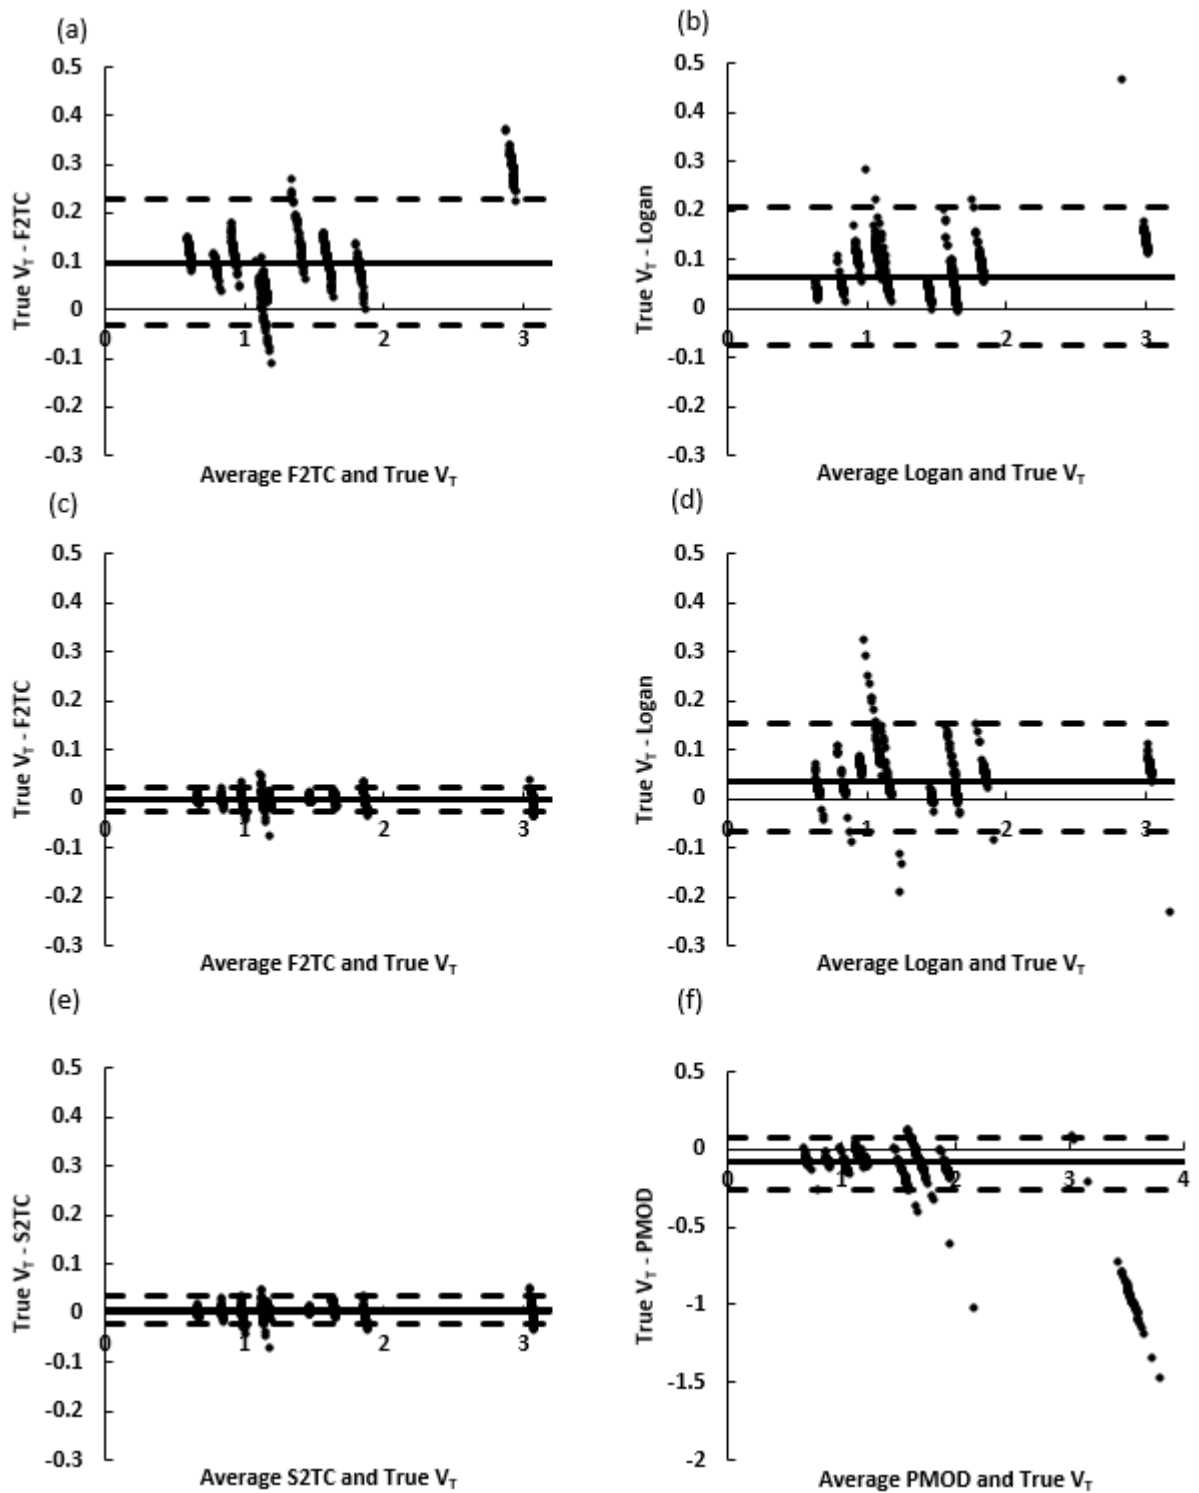 (a)
0.5
0.4
0.3
0.2
0.1
0
-0.1
-0.2
-0.3
0 1 2 3
True VT - F2TC
Average F2TC and True VT
(b)
0.5
0.4
0.3
0.2
0.1
0
-0.1
-0.2
-0.3
0 1 2 3
True VT - Logan
Average Logan and True VT
(c)
0.5
0.4
0.3
0.2
0.1
0
-0.1
-0.2
-0.3
0 1 2 3
True VT - F2TC
Average F2TC and True VT
(d)
0.5
0.4
0.3
0.2
0.1
0
-0.1
-0.2
-0.3
0 1 2 3
True VT - Logan
Average Logan and True VT
(e)
0.5
0.4
0.3
0.2
0.1
0
-0.1
-0.2
-0.3
0 1 2 3
True VT - S2TC
Average S2TC and True VT
(f)
0.5
0
-0.5
-1
-1.5
-2
0 1 2 3 4
True VT - PMOD
Average PMOD and True VT